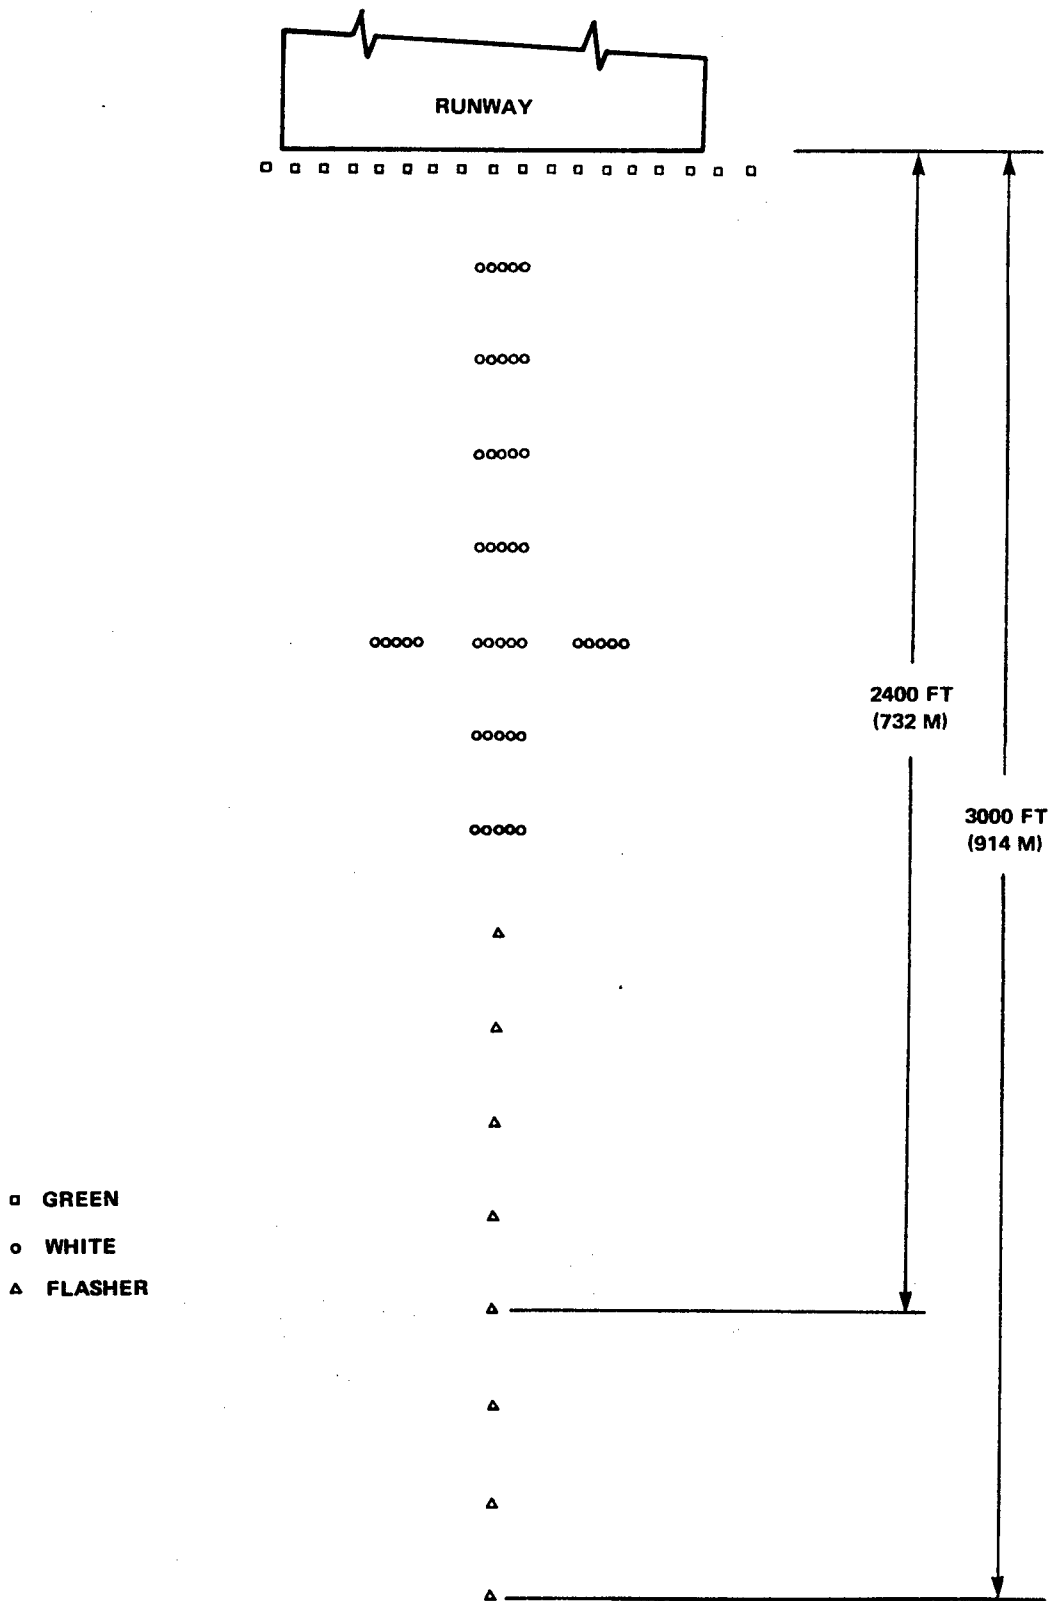 RUNWAY
2400 FT
(732 M)
3000 FT
(914 M)
GREEN
WHITE
FLASHER